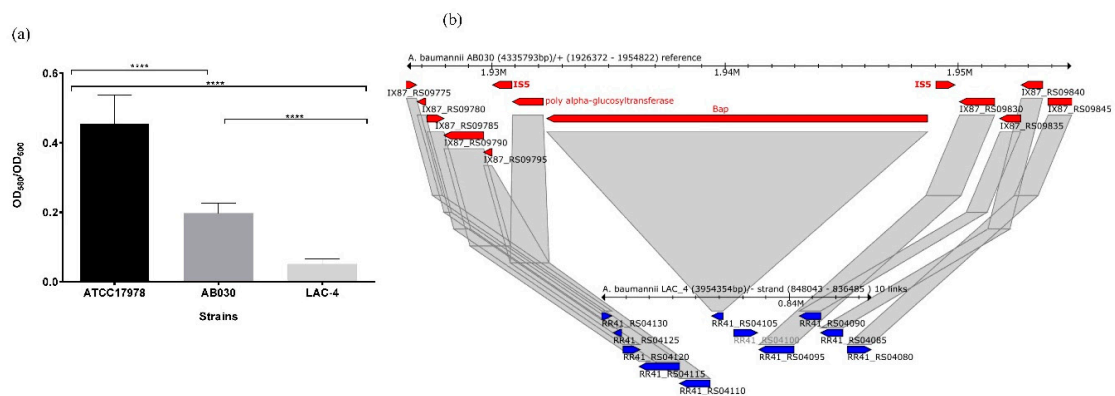 (a)
(b)
****
****
****
0.6
0.4
0.2
0.0
OD580/OD600
ATCC17978
AB030
LAC-4
Strains
A. baumannii AB030 (4335793bp)/+ (1926372 - 1954822) reference
1.93M
1.94M
1.95M
IS5
IS5
IX87_RS09840
IX87_RS09775
poly alpha-glucosyltransferase
IX87_RS09780
Bap
IX87_RS09830
IX87_RS09845
IX87_RS09785
IX87_RS09835
IX87_RS09790
IX87_RS09795
A. baumannii LAC_4 (3954354bp)/- strand (848043 - 836485 ) 10 links
0.84M
RR41_RS04130
RR41_RS04105
RR41_RS04090
RR41_RS04125
RR41_RS04100
RR41_RS04085
RR41_RS04120
RR41_RS04095
RR41_RS04080
RR41_RS04115
RR41_RS04110